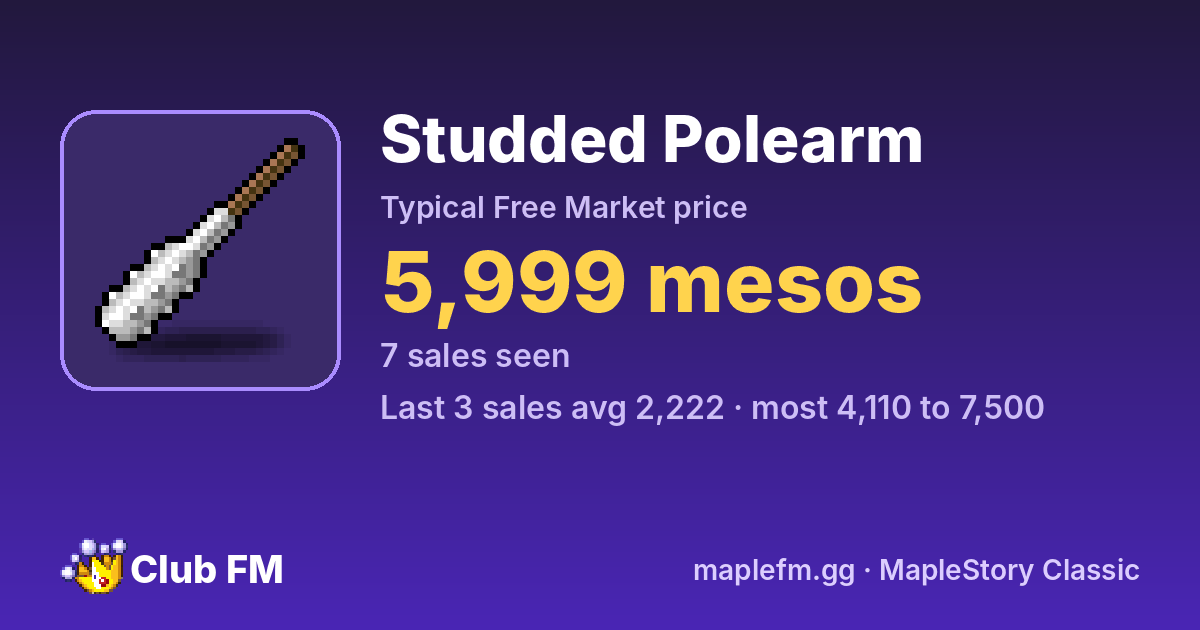 Studded Polearm
Typical Free Market price
5,999 mesos
7 sales seen
Last 3 sales avg 2,222 · most 4,110 to 7,500
Club FM
maplefm.gg · MapleStory Classic